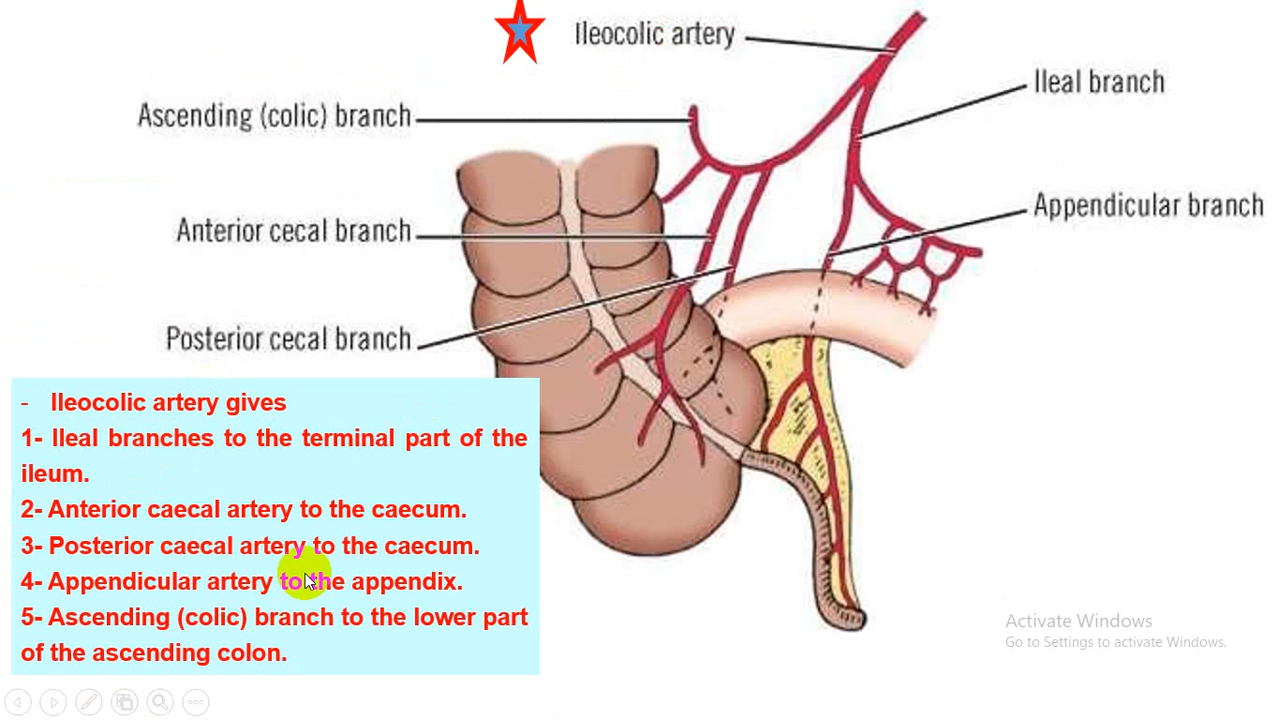 Ileocolic artery
Ileal branch
Ascending (colic) branch
Appendicular branch
Anterior cecal branch
Posterior cecal branch
- Ileocolic artery gives
1- Ileal branches to the terminal part of the
ileum.
2- Anterior caecal artery to the caecum.
3- Posterior caecal artery to the caecum.
4- Appendicular artery to the appendix.
5- Ascending (colic) branch to the lower part
of the ascending colon.
Activate Windows
Go to Settings to activate Windows.